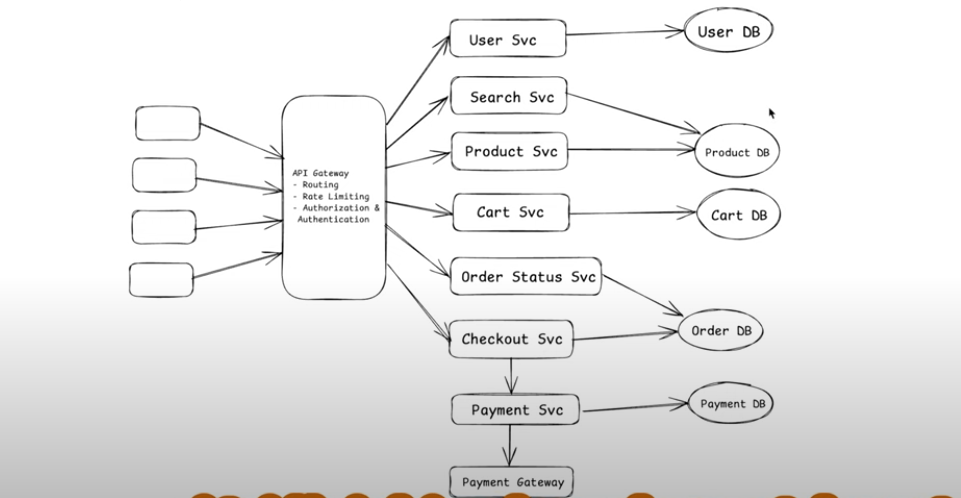 User Svc
User DB
Search Svc
Product Svc
Product DB
API Gateway
- Routing
- Rate Limiting
- Authorization &
Authentication
Cart Svc
Cart DB
Order Status Svc
Checkout Svc
Order DB
Payment Svc
Payment DB
Payment Gateway